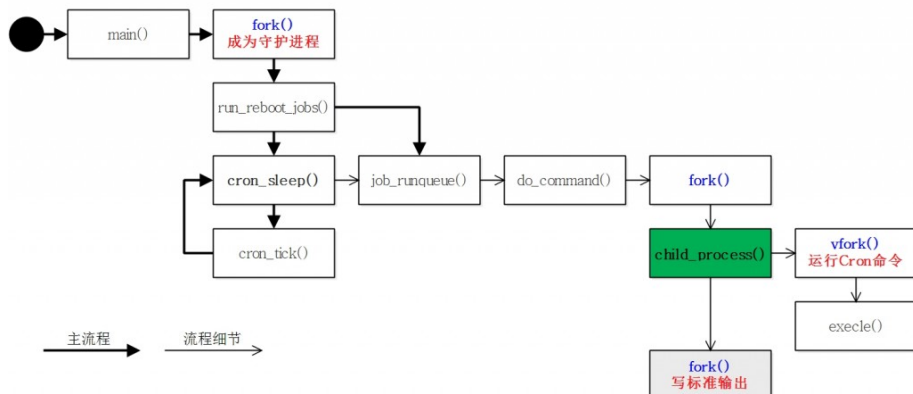 main()
fork()
成为守护进程
run_reboot_jobs()
cron_sleep()
job_runqueue()
do_command()
fork()
cron_tick()
child_process()
vfork()
运行Cron命令
execle()
主流程
流程细节
fork()
写标准输出